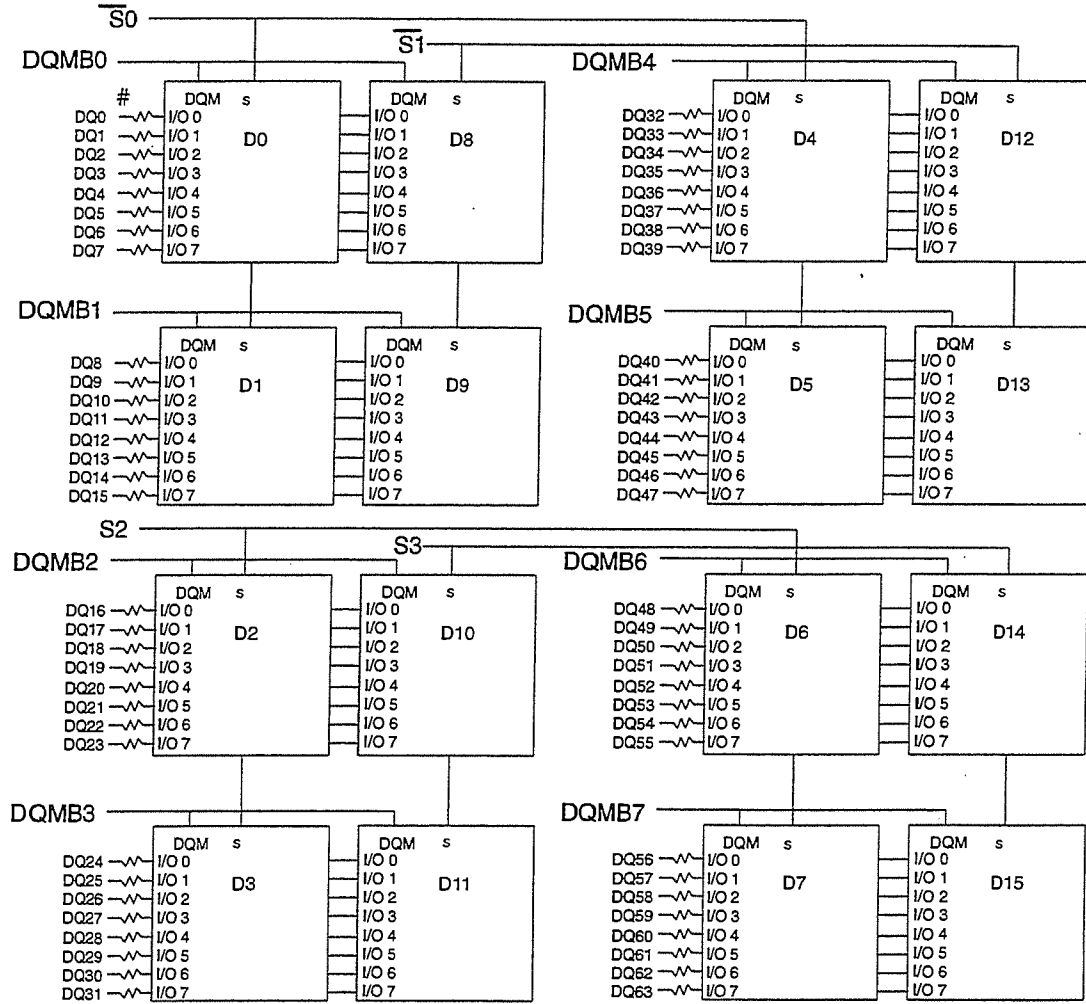 S0
S1
DQMB0
DQMB4
#
DQM s
DQM s
DQ0 I/O 0 I/O 0 DQ32 I/O 0 I/O 0
DQ1 I/O 1 I/O 1 DQ33 I/O 1 I/O 1
D0 D8 D4 D12
DQ2 I/O 2 I/O 2 DQ34 I/O 2 I/O 2
DQ3 I/O 3 I/O 3 DQ35 I/O 3 I/O 3
DQ4 I/O 4 I/O 4 DQ36 I/O 4 I/O 4
DQ5 I/O 5 I/O 5 DQ37 I/O 5 I/O 5
DQ6 I/O 6 I/O 6 DQ38 I/O 6 I/O 6
DQ7 I/O 7 I/O 7 DQ39 I/O 7 I/O 7
DQMB1
DQMB5
DQM s
DQM s
DQ8 I/O 0 I/O 0 DQ40 I/O 0 I/O 0
DQ9 I/O 1 I/O 1 DQ41 I/O 1 I/O 1
D1 D9 D5 D13
DQ10 I/O 2 I/O 2 DQ42 I/O 2 I/O 2
DQ11 I/O 3 I/O 3 DQ43 I/O 3 I/O 3
DQ12 I/O 4 I/O 4 DQ44 I/O 4 I/O 4
DQ13 I/O 5 I/O 5 DQ45 I/O 5 I/O 5
DQ14 I/O 6 I/O 6 DQ46 I/O 6 I/O 6
DQ15 I/O 7 I/O 7 DQ47 I/O 7 I/O 7
S2
S3
DQMB2
DQMB6
DQM s
DQM s
DQ16 I/O 0 I/O 0 DQ48 I/O 0 I/O 0
DQ17 I/O 1 I/O 1 DQ49 I/O 1 I/O 1
D2 D10 D6 D14
DQ18 I/O 2 I/O 2 DQ50 I/O 2 I/O 2
DQ19 I/O 3 I/O 3 DQ51 I/O 3 I/O 3
DQ20 I/O 4 I/O 4 DQ52 I/O 4 I/O 4
DQ21 I/O 5 I/O 5 DQ53 I/O 5 I/O 5
DQ22 I/O 6 I/O 6 DQ54 I/O 6 I/O 6
DQ23 I/O 7 I/O 7 DQ55 I/O 7 I/O 7
DQMB3
DQMB7
DQM s
DQM s
DQ24 I/O 0 I/O 0 DQ56 I/O 0 I/O 0
DQ25 I/O 1 I/O 1 DQ57 I/O 1 I/O 1
D3 D11 D7 D15
DQ26 I/O 2 I/O 2 DQ58 I/O 2 I/O 2
DQ27 I/O 3 I/O 3 DQ59 I/O 3 I/O 3
DQ28 I/O 4 I/O 4 DQ60 I/O 4 I/O 4
DQ29 I/O 5 I/O 5 DQ61 I/O 5 I/O 5
DQ30 I/O 6 I/O 6 DQ62 I/O 6 I/O 6
DQ31 I/O 7 I/O 7 DQ63 I/O 7 I/O 7